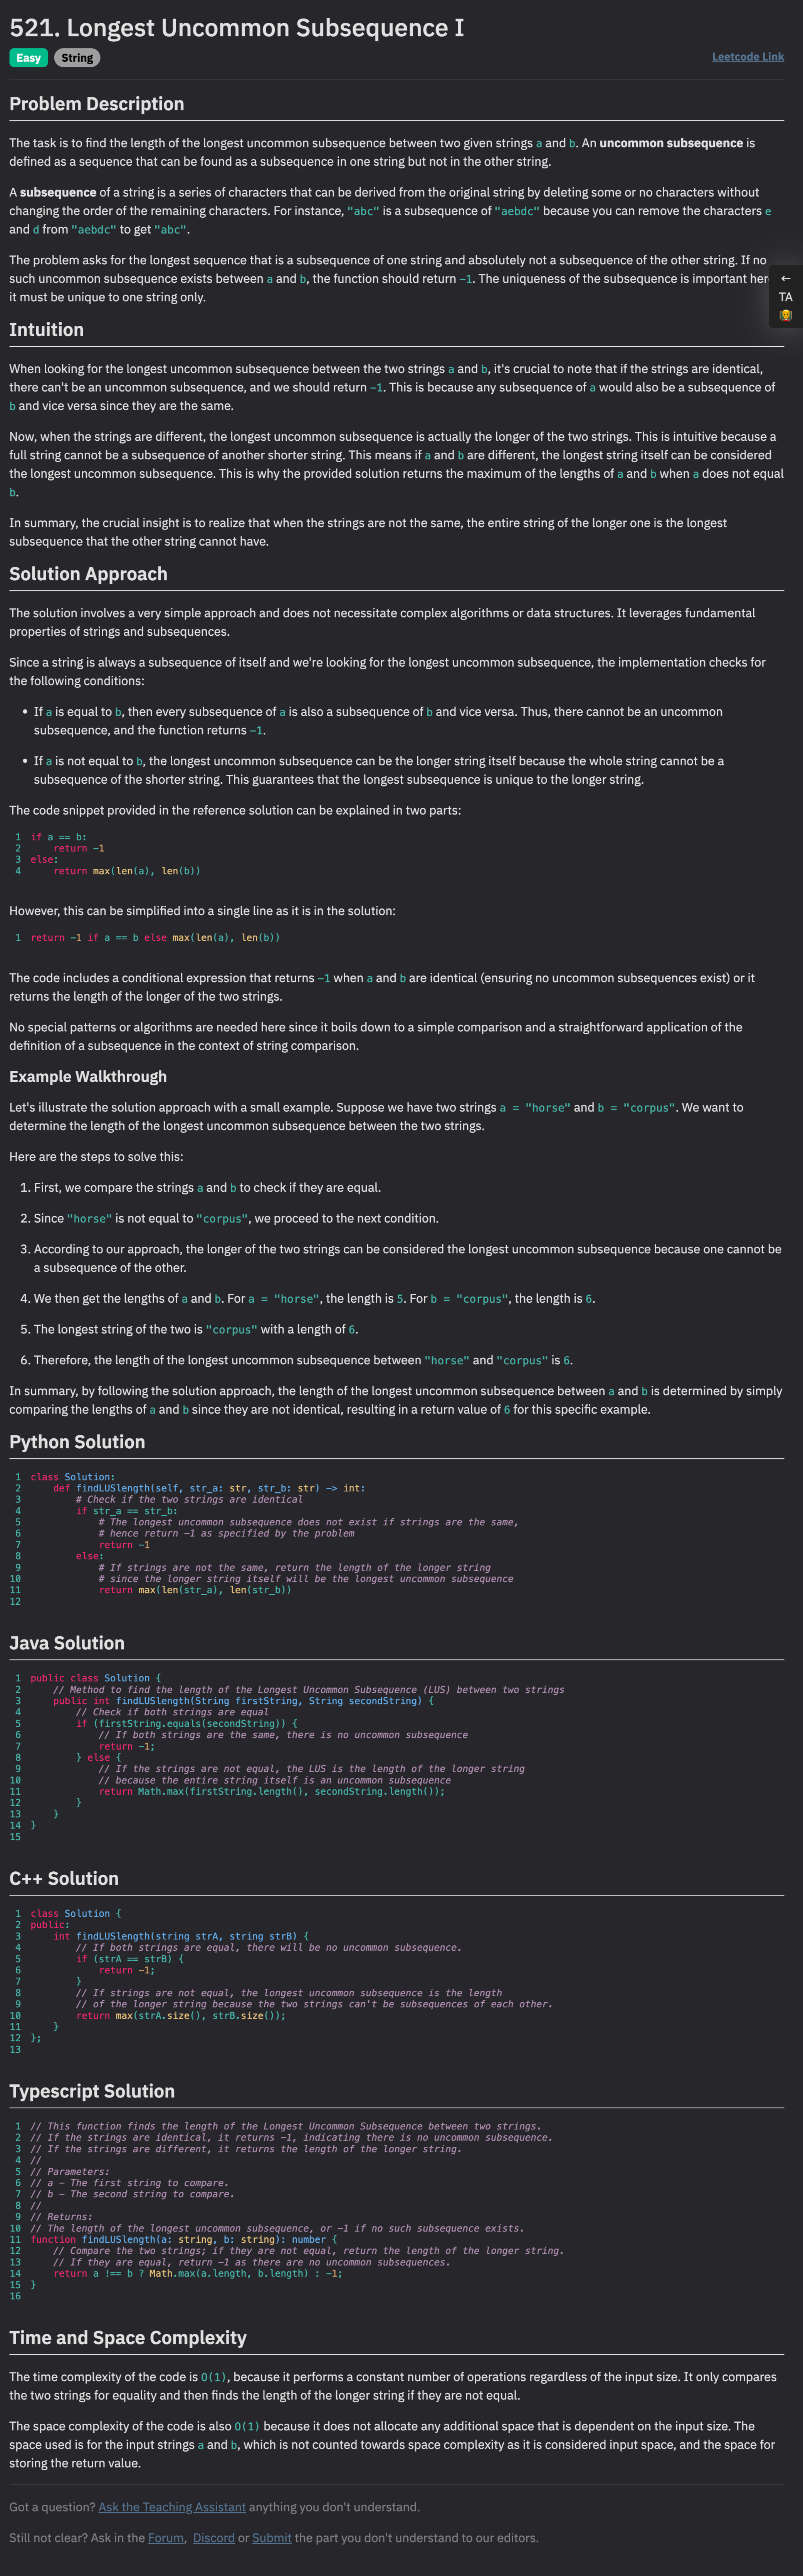 521. Longest Uncommon Subsequence I
Easy String Leetcode Link
Problem Description
The task is to find the length of the longest uncommon subsequence between two given strings a and b. An uncommon subsequence is
defined as a sequence that can be found as a subsequence in one string but not in the other string.
A subsequence of a string is a series of characters that can be derived from the original string by deleting some or no characters without
changing the order of the remaining characters. For instance, "abc" is a subsequence of "aebdc" because you can remove the characters e
and d from "aebdc" to get "abc".
The problem asks for the longest sequence that is a subsequence of one string and absolutely not a subsequence of the other string. If no
such uncommon subsequence exists between a and b, the function should return -1. The uniqueness of the subsequence is important her
it must be unique to one string only.
←
TA
Intuition
When looking for the longest uncommon subsequence between the two strings a and b, it's crucial to note that if the strings are identical,
there can't be an uncommon subsequence, and we should return -1. This is because any subsequence of a would also be a subsequence of
b and vice versa since they are the same.
Now, when the strings are different, the longest uncommon subsequence is actually the longer of the two strings. This is intuitive because a
full string cannot be a subsequence of another shorter string. This means if a and b are different, the longest string itself can be considered
the longest uncommon subsequence. This is why the provided solution returns the maximum of the lengths of a and b when a does not equal
b.
In summary, the crucial insight is to realize that when the strings are not the same, the entire string of the longer one is the longest
subsequence that the other string cannot have.
Solution Approach
The solution involves a very simple approach and does not necessitate complex algorithms or data structures. It leverages fundamental
properties of strings and subsequences.
Since a string is always a subsequence of itself and we're looking for the longest uncommon subsequence, the implementation checks for
the following conditions:
• If a is equal to b, then every subsequence of a is also a subsequence of b and vice versa. Thus, there cannot be an uncommon
subsequence, and the function returns -1.
• If a is not equal to b, the longest uncommon subsequence can be the longer string itself because the whole string cannot be a
subsequence of the shorter string. This guarantees that the longest subsequence is unique to the longer string.
The code snippet provided in the reference solution can be explained in two parts:
1 if a == b:
2     return -1
3 else:
4     return max(len(a), len(b))
However, this can be simplified into a single line as it is in the solution:
1 return -1 if a == b else max(len(a), len(b))
The code includes a conditional expression that returns -1 when a and b are identical (ensuring no uncommon subsequences exist) or it
returns the length of the longer of the two strings.
No special patterns or algorithms are needed here since it boils down to a simple comparison and a straightforward application of the
definition of a subsequence in the context of string comparison.
Example Walkthrough
Let's illustrate the solution approach with a small example. Suppose we have two strings a = "horse" and b = "corpus". We want to
determine the length of the longest uncommon subsequence between the two strings.
Here are the steps to solve this:
1. First, we compare the strings a and b to check if they are equal.
2. Since "horse" is not equal to "corpus", we proceed to the next condition.
3. According to our approach, the longer of the two strings can be considered the longest uncommon subsequence because one cannot be
a subsequence of the other.
4. We then get the lengths of a and b. For a = "horse", the length is 5. For b = "corpus", the length is 6.
5. The longest string of the two is "corpus" with a length of 6.
6. Therefore, the length of the longest uncommon subsequence between "horse" and "corpus" is 6.
In summary, by following the solution approach, the length of the longest uncommon subsequence between a and b is determined by simply
comparing the lengths of a and b since they are not identical, resulting in a return value of 6 for this specific example.
Python Solution
1 class Solution:
2     def findLUSlength(self, str_a: str, str_b: str) -> int:
3         # Check if the two strings are identical
4         if str_a == str_b:
5             # The longest uncommon subsequence does not exist if strings are the same,
6             # hence return -1 as specified by the problem
7             return -1
8         else:
9             # If strings are not the same, return the length of the longer string
10             # since the longer string itself will be the longest uncommon subsequence
11             return max(len(str_a), len(str_b))
12
Java Solution
1 public class Solution {
2     // Method to find the length of the Longest Uncommon Subsequence (LUS) between two strings
3     public int findLUSlength(String firstString, String secondString) {
4         // Check if both strings are equal
5         if (firstString.equals(secondString)) {
6             // If both strings are the same, there is no uncommon subsequence
7             return -1;
8         } else {
9             // If the strings are not equal, the LUS is the length of the longer string
10             // because the entire string itself is an uncommon subsequence
11             return Math.max(firstString.length(), secondString.length());
12         }
13     }
14 }
15
C++ Solution
1 class Solution {
2 public:
3     int findLUSlength(string strA, string strB) {
4         // If both strings are equal, there will be no uncommon subsequence.
5         if (strA == strB) {
6             return -1;
7         }
8         // If strings are not equal, the longest uncommon subsequence is the length
9         // of the longer string because the two strings can't be subsequences of each other.
10         return max(strA.size(), strB.size());
11     }
12 };
13
Typescript Solution
1 // This function finds the length of the Longest Uncommon Subsequence between two strings.
2 // If the strings are identical, it returns -1, indicating there is no uncommon subsequence.
3 // If the strings are different, it returns the length of the longer string.
4 //
5 // Parameters:
6 // a - The first string to compare.
7 // b - The second string to compare.
8 //
9 // Returns:
10 // The length of the longest uncommon subsequence, or -1 if no such subsequence exists.
11 function findLUSlength(a: string, b: string): number {
12     // Compare the two strings; if they are not equal, return the length of the longer string.
13     // If they are equal, return -1 as there are no uncommon subsequences.
14     return a !== b ? Math.max(a.length, b.length) : -1;
15 }
16
Time and Space Complexity
The time complexity of the code is O(1), because it performs a constant number of operations regardless of the input size. It only compares
the two strings for equality and then finds the length of the longer string if they are not equal.
The space complexity of the code is also O(1) because it does not allocate any additional space that is dependent on the input size. The
space used is for the input strings a and b, which is not counted towards space complexity as it is considered input space, and the space for
storing the return value.
Got a question? Ask the Teaching Assistant anything you don't understand.
Still not clear? Ask in the Forum, Discord or Submit the part you don't understand to our editors.